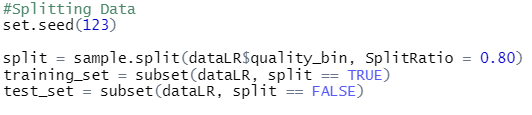 #Splitting Data
set.seed(123)
split = sample.split(dataLR$quality_bin, SplitRatio = 0.80)
training_set = subset(dataLR, split == TRUE)
test_set = subset(dataLR, split == FALSE)